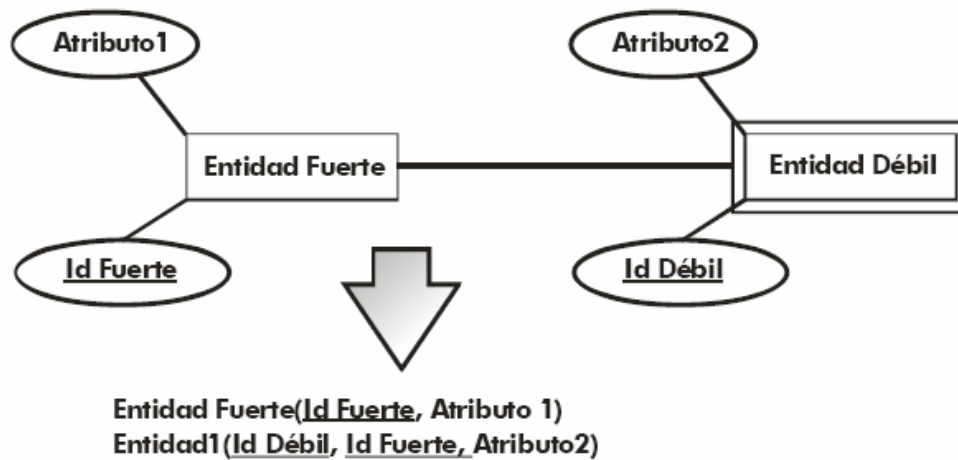 Atributo1
Atributo2
Entidad Fuerte
Entidad Débil
Id Fuerte
Id Débil
Entidad Fuerte(Id Fuerte, Atributo 1)
Entidad1(Id Débil, Id Fuerte, Atributo2)